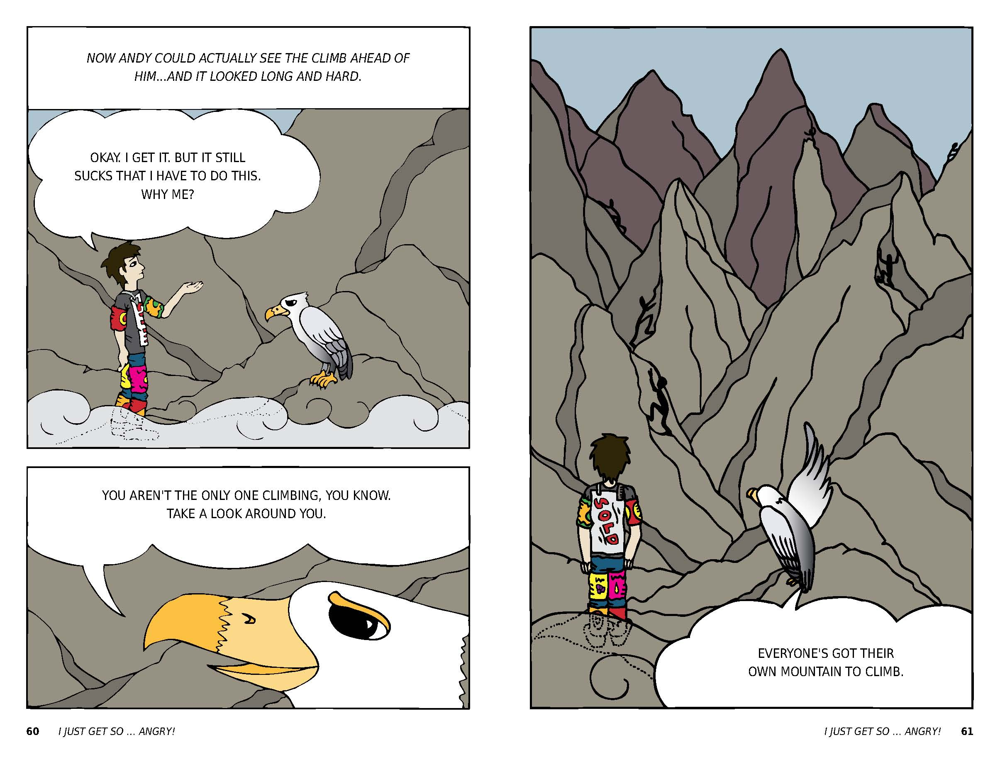 NOW ANDY COULD ACTUALLY SEE THE CLIMB AHEAD OF
HIM...AND IT LOOKED LONG AND HARD.
OKAY. I GET IT. BUT IT STILL
SUCKS THAT I HAVE TO DO THIS.
WHY ME?
YOU AREN'T THE ONLY ONE CLIMBING, YOU KNOW.
TAKE A LOOK AROUND YOU.
60 I JUST GET SO ... ANGRY!
SOLD
EVERYONE'S GOT THEIR
OWN MOUNTAIN TO CLIMB.
I JUST GET SO ... ANGRY! 61